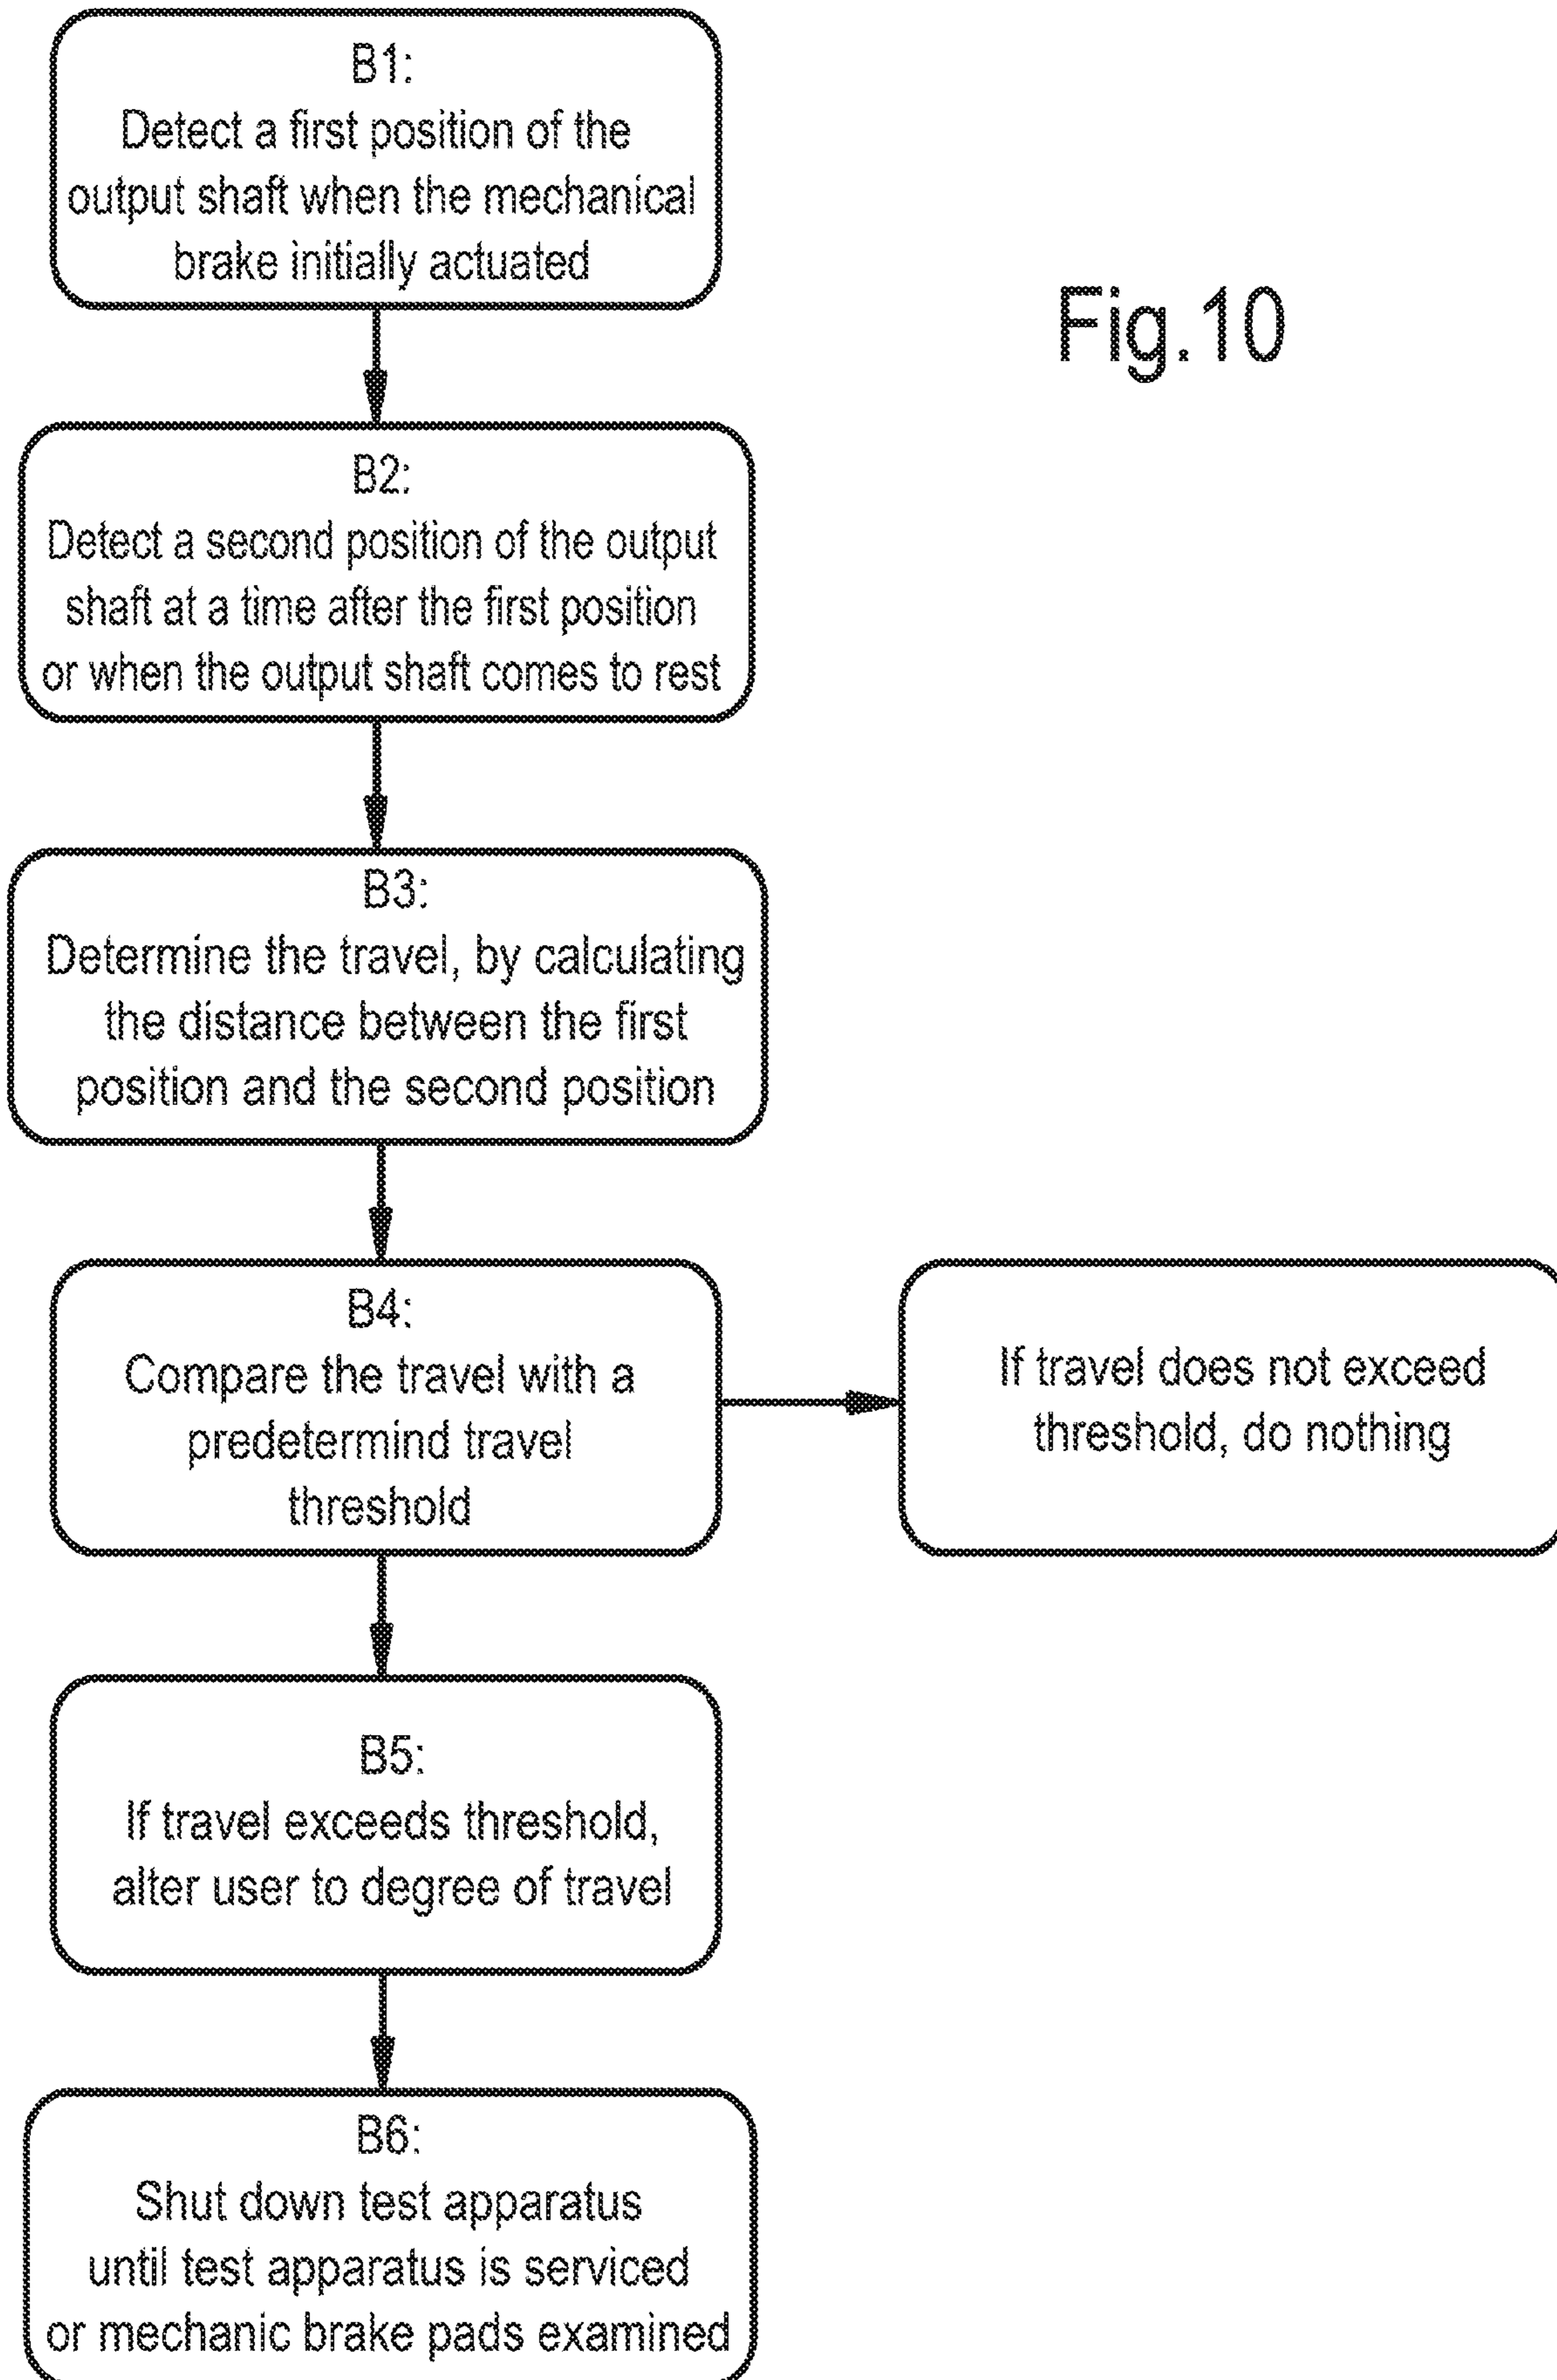 B1:
Detect a first position of the
output shaft when the mechanical
brake initially actuated
Fig.10
B2:
Detect a second position of the output
shaft at a time after the first position
or when the output shaft comes to rest
B3:
Determine the travel, by calculating
the distance between the first
position and the second position
B4:
Compare the travel with a
predetermind travel
threshold
If travel does not exceed
threshold, do nothing
B5:
If travel exceeds threshold,
alter user to degree of travel
B6:
Shut down test apparatus
until test apparatus is serviced
or mechanic brake pads examined